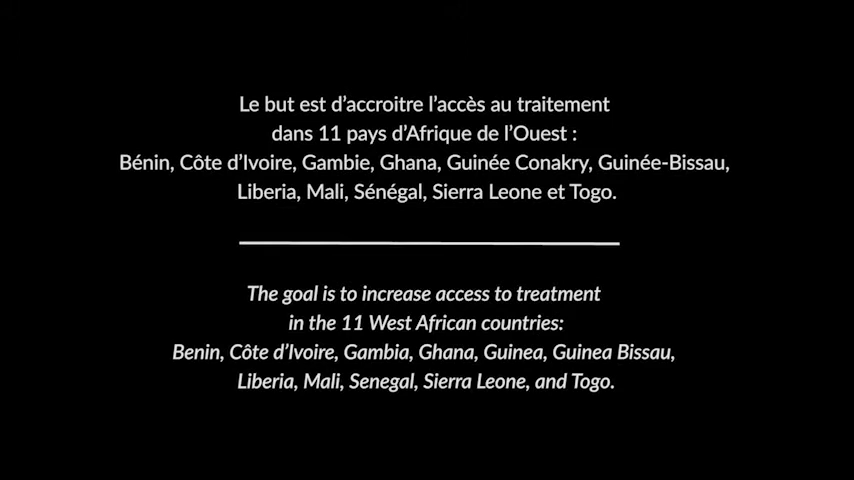 Le but est d’accroitre l’accès au traitement
dans 11 pays d’Afrique de l’Ouest :
Bénin, Côte d’Ivoire, Gambie, Ghana, Guinée Conakry, Guinée-Bissau,
Liberia, Mali, Sénégal, Sierra Leone et Togo.
The goal is to increase access to treatment
in the 11 West African countries:
Benin, Côte d’Ivoire, Gambia, Ghana, Guinea, Guinea Bissau,
Liberia, Mali, Senegal, Sierra Leone, and Togo.